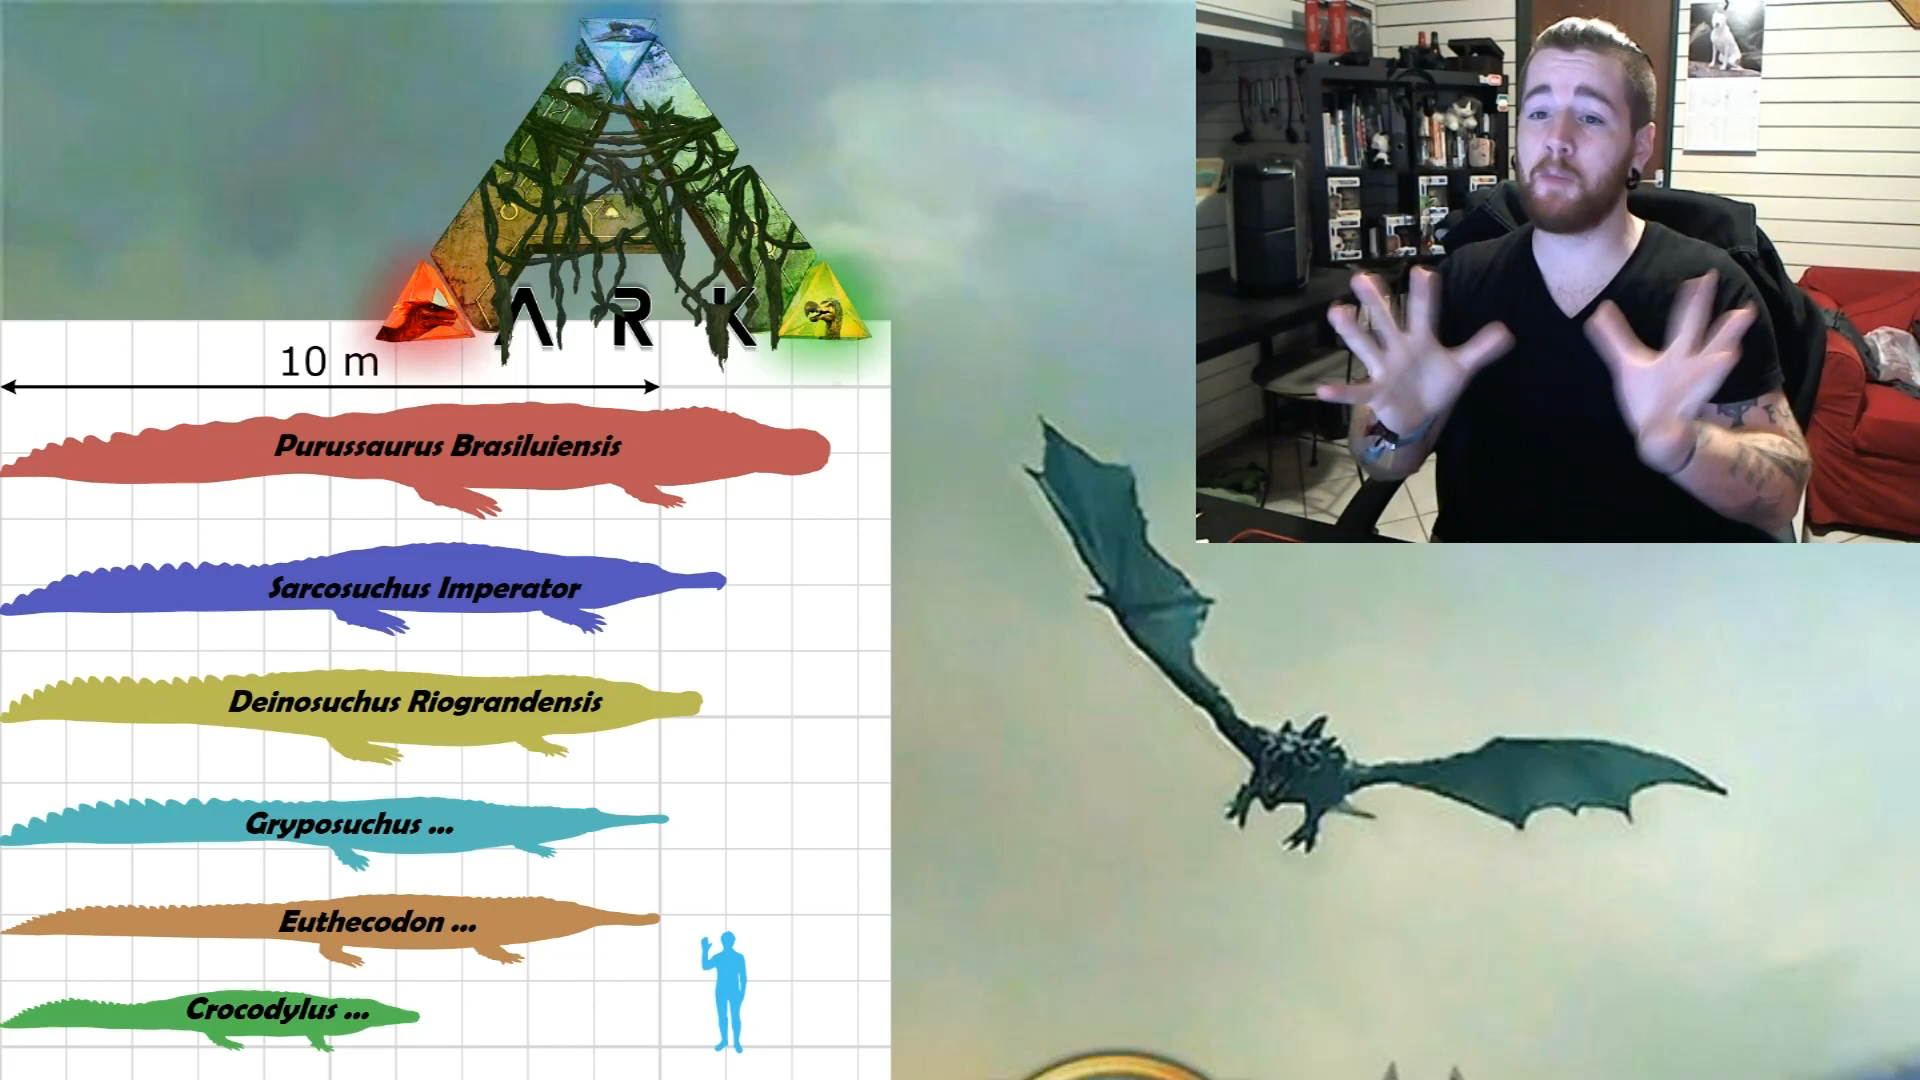 ARK
10 m
Purussaurus Brasiluiensis
Sarcosuchus Imperator
Deinosuchus Riograndensis
Gryposuchus ...
Euthecodon ...
Crocodylus ...